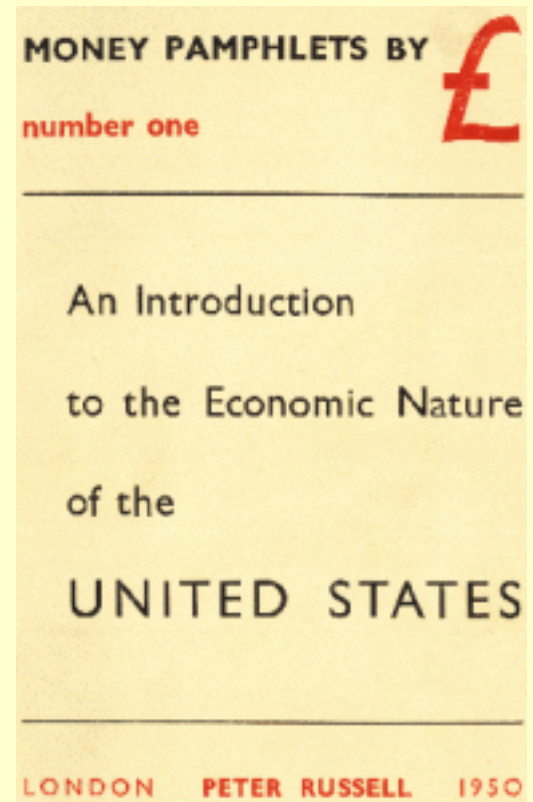 MONEY PAMPHLETS BY £
number one
An Introduction
to the Economic Nature
of the
UNITED STATES
LONDON PETER RUSSELL 1950